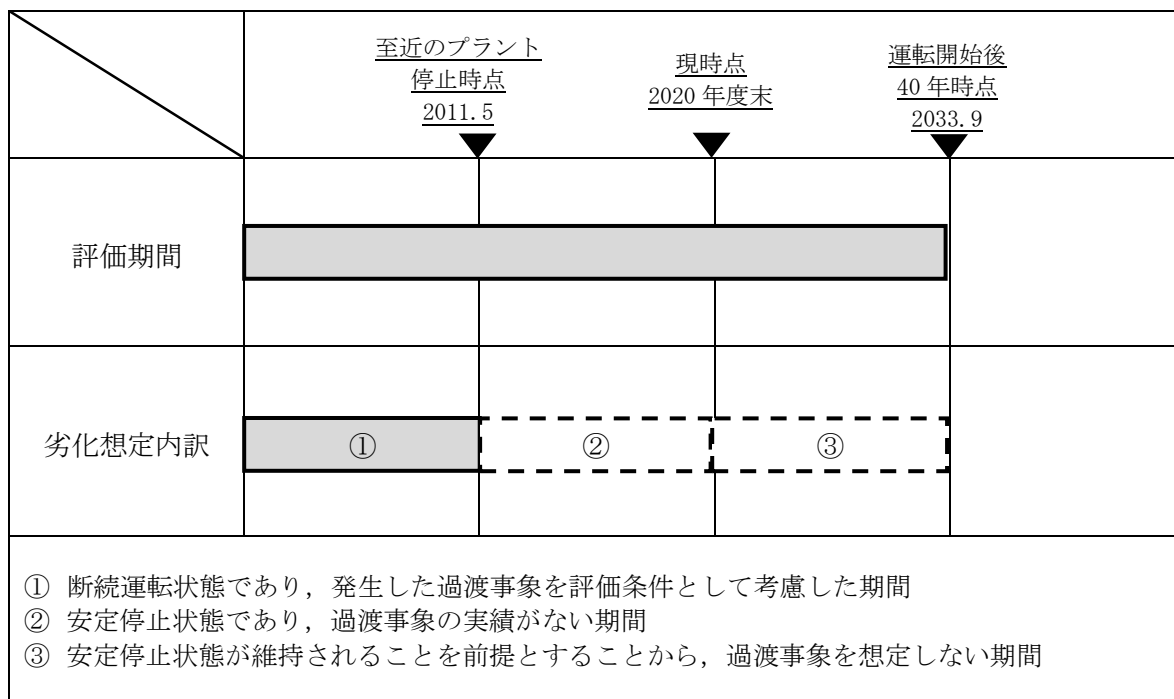 至近のプラント
停止時点
2011.5
現時点
2020 年度末
運転開始後
40 年時点
2033.9
評価期間
劣化想定内訳
①
②
③
① 断続運転状態であり，発生した過渡事象を評価条件として考慮した期間
② 安定停止状態であり，過渡事象の実績がない期間
③ 安定停止状態が維持されることを前提とすることから，過渡事象を想定しない期間